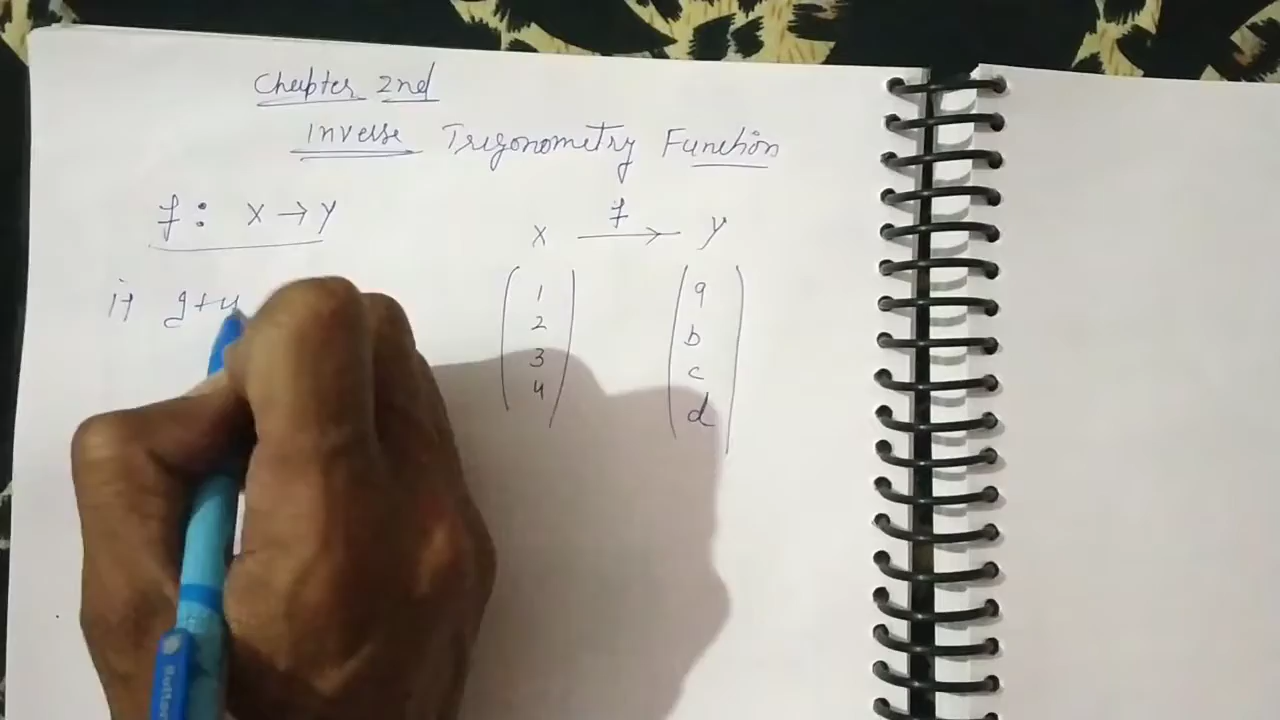 Chapter 2nd
Inverse Trigonometry Function
f: X → Y
X f → Y
1 a
2 b
3 c
4 d